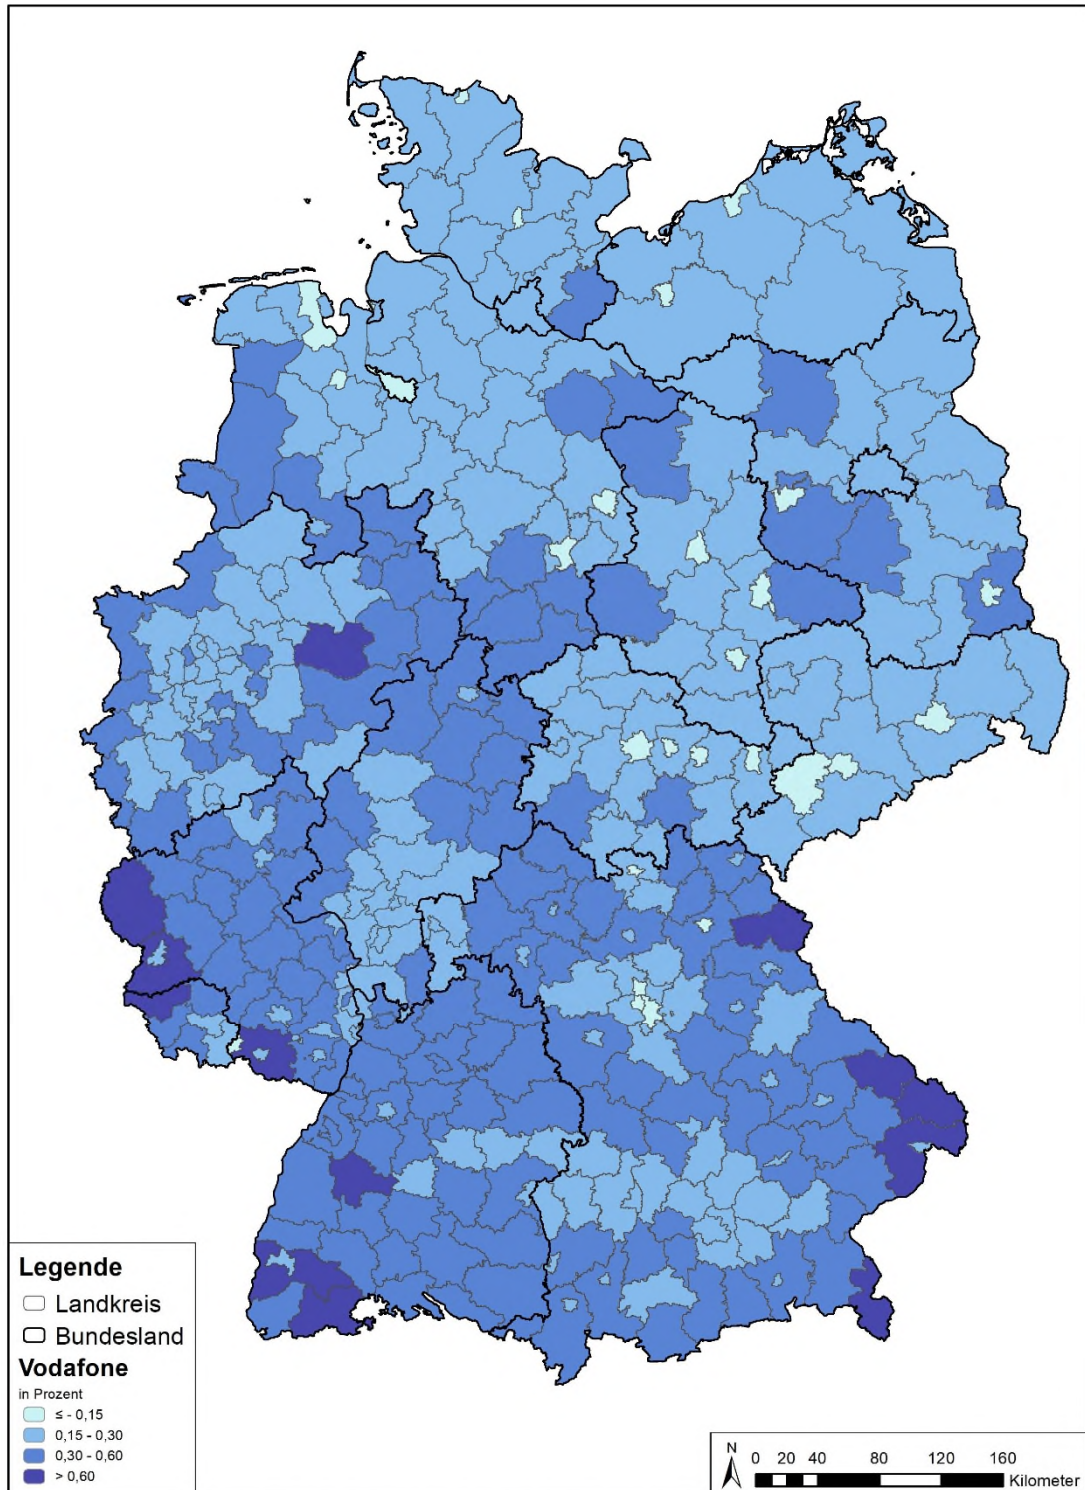 Legende
Landkreis
Bundesland
Vodafone
in Prozent
≤ - 0,15
0,15 - 0,30
0,30 - 0,60
> 0,60
N
0 20 40 80 120 160
Kilometer